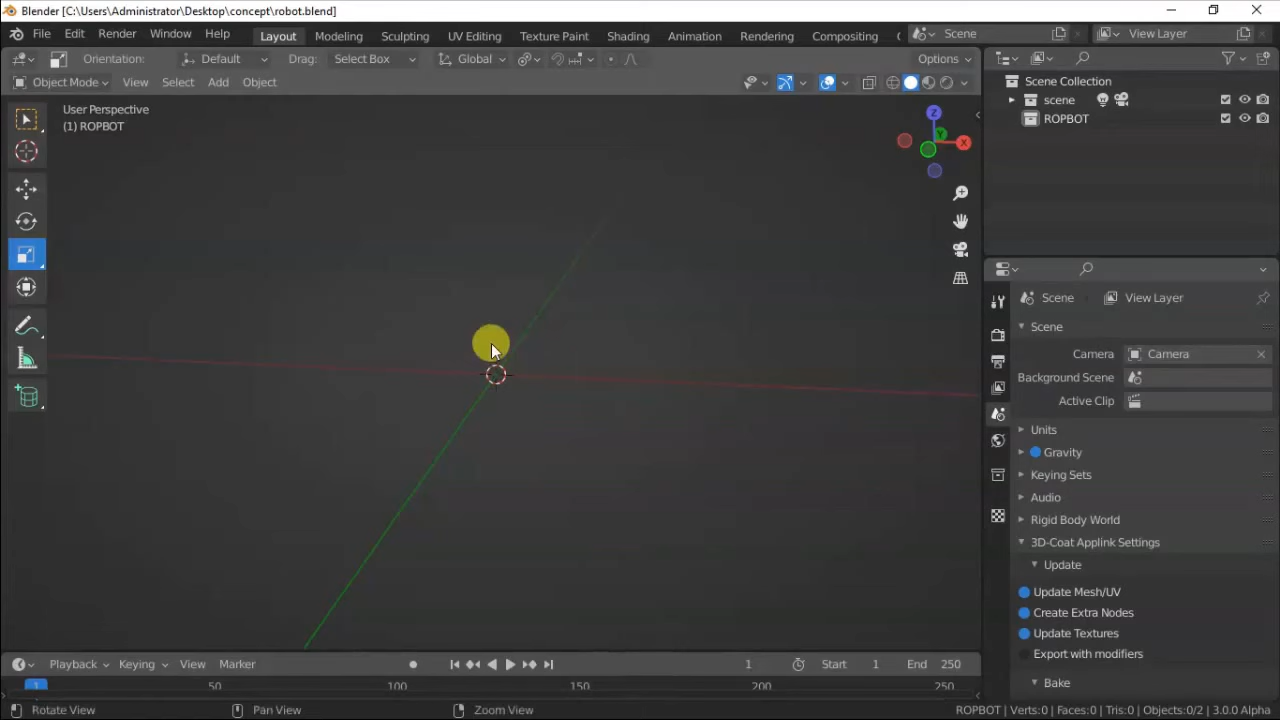 Blender [C:\Users\Administrator\Desktop\concept\robot.blend]
File Edit Render Window Help Layout Modeling Sculpting UV Editing Texture Paint Shading Animation Rendering Compositing Scene View Layer
Orientation: Default Drag: Select Box Global Options
Object Mode View Select Add Object
User Perspective
(1) ROPBOT
Z
Y
X
Scene Collection
scene
ROPBOT
Scene View Layer
Scene
Camera Camera
Background Scene
Active Clip
Units
Gravity
Keying Sets
Audio
Rigid Body World
3D-Coat Applink Settings
Update
Update Mesh/UV
Create Extra Nodes
Update Textures
Export with modifiers
Bake
Playback Keying View Marker 1 Start 1 End 250
1 50 100 150 200 250
Rotate View Pan View Zoom View ROPBOT | Verts:0 | Faces:0 | Tris:0 | Objects:0/2 | 3.0.0 Alpha